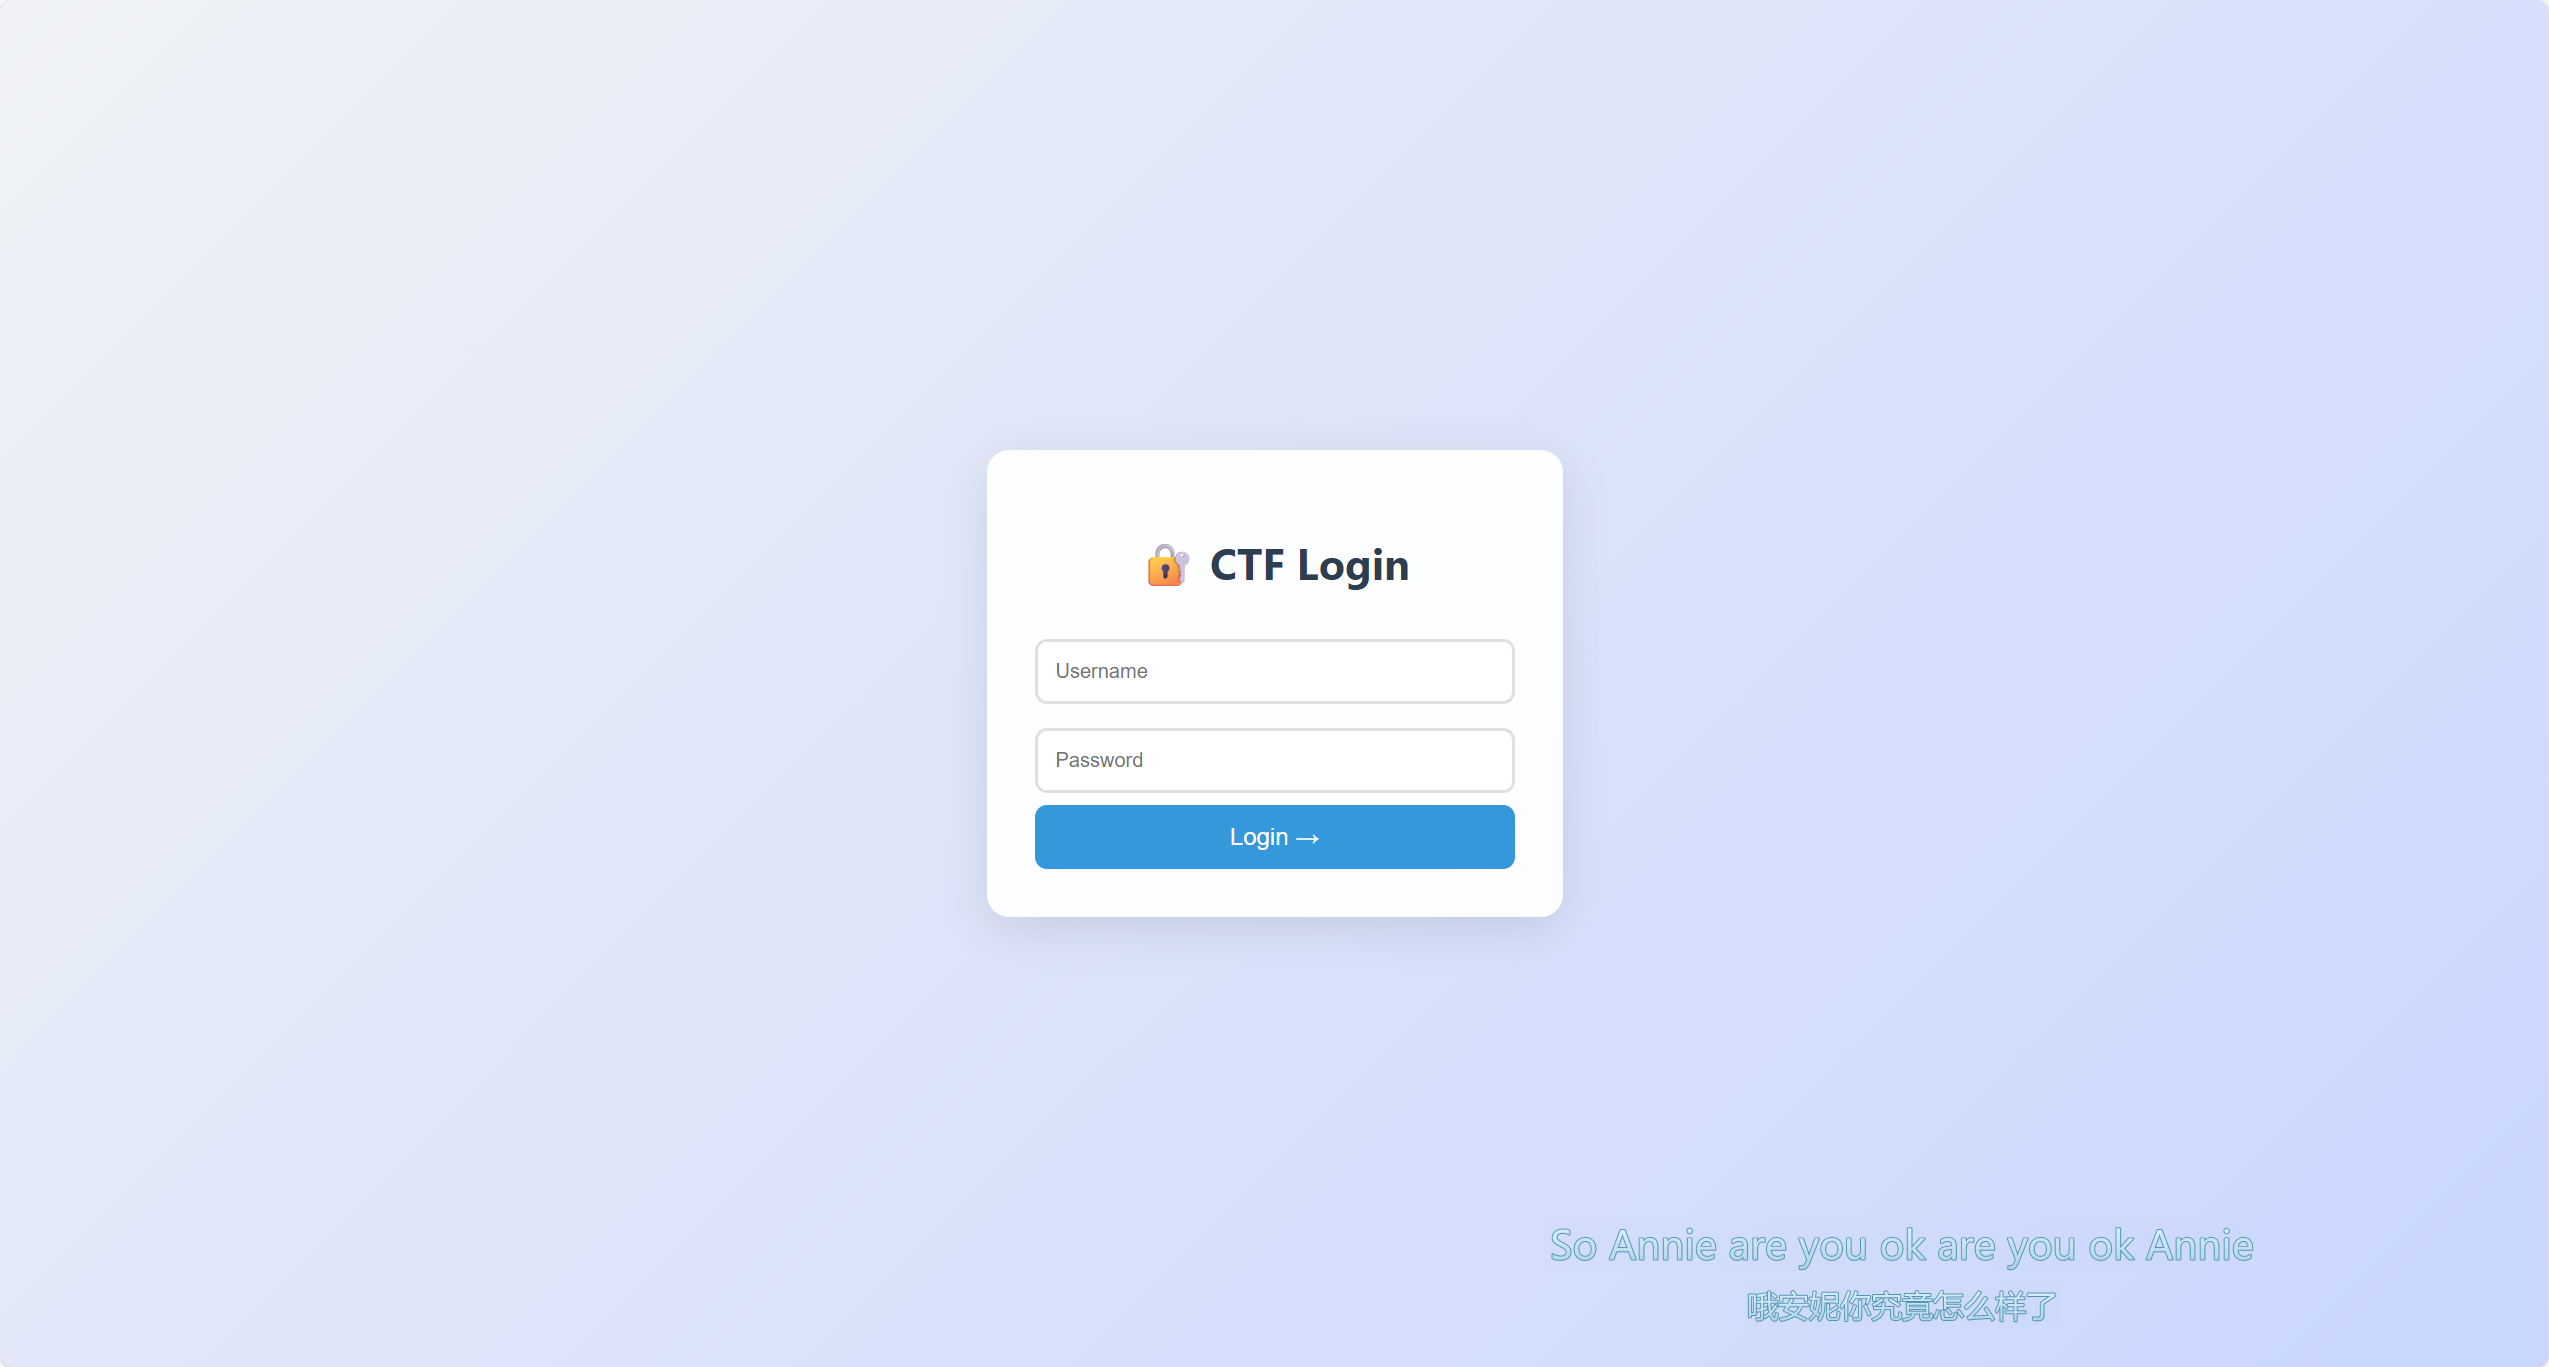 CTF Login
Username
Password
Login →
So Annie are you ok are you ok Annie
哦安妮你究竟怎么样了